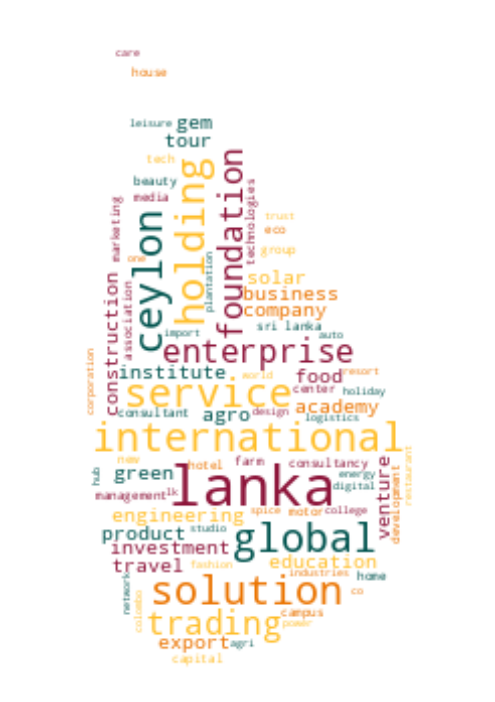 care
house
leisure
gem
tour
tech
holding
foundation
beauty
media
marketing
ceylon
technologies
trust
eco
one
group
association
plantation
solar
construction
business
company
import
sri lanka
auto
enterprise
corporation
institute
world
food
resort
service
center
holiday
consultant
agro
design
academy
logistics
international
new
hotel
farm
consultancy
venture
restaurant
hub
green
lanka
energy
digital
development
management
lk
engineering
spice
motor
college
product
studio
global
investment
travel
fashion
education
industries
home
network
solution
co
colombo
trading
campus
power
export
agri
capital